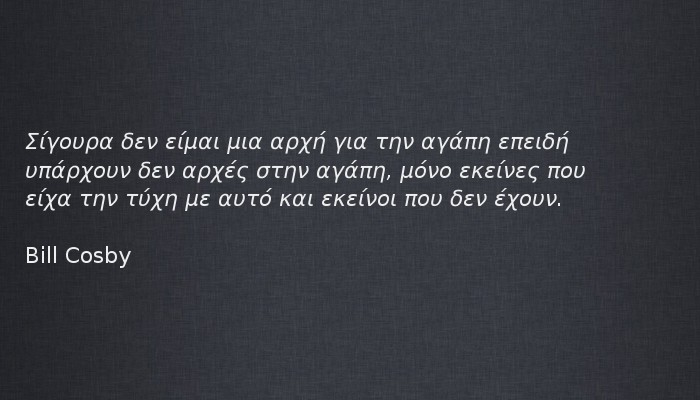 Σίγουρα δεν είμαι μια αρχή για την αγάπη επειδή
υπάρχουν δεν αρχές στην αγάπη, μόνο εκείνες που
είχα την τύχη με αυτό και εκείνοι που δεν έχουν.
Bill Cosby